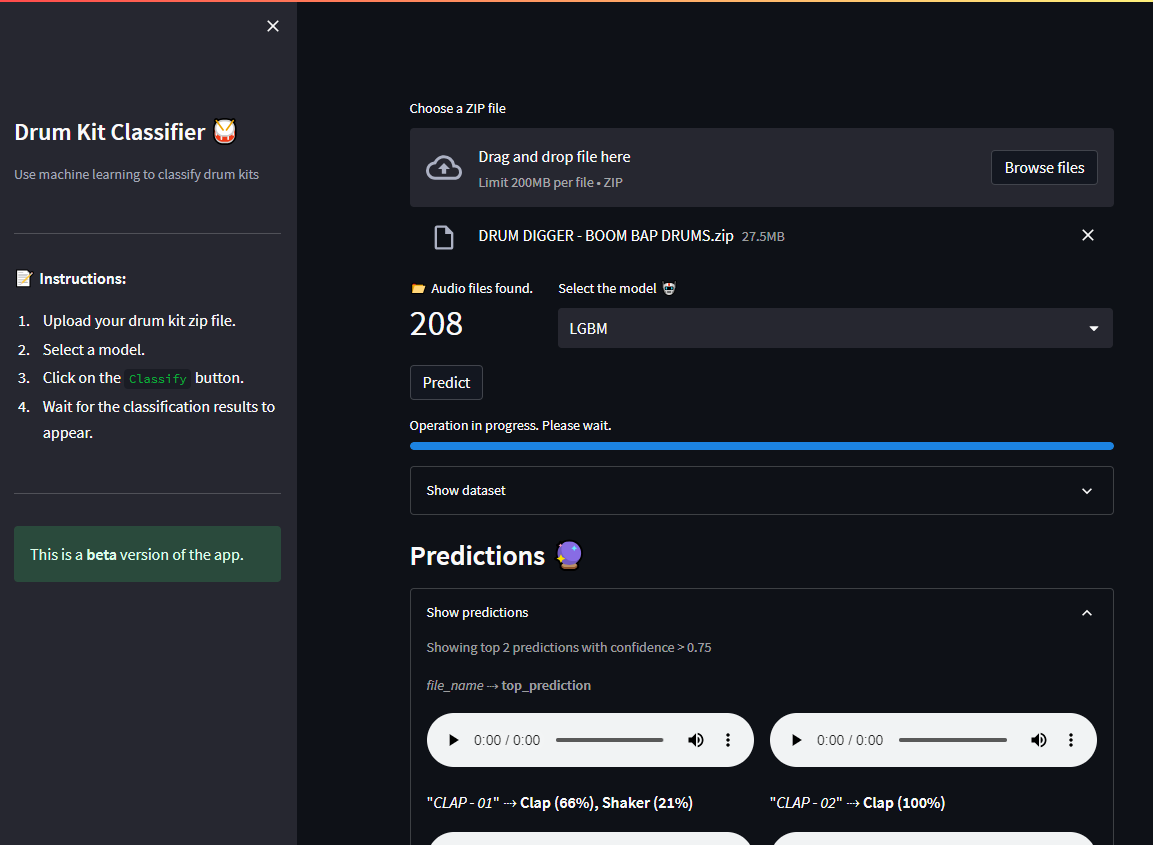 Drum Kit Classifier
Use machine learning to classify drum kits
Instructions:
1. Upload your drum kit zip file.
2. Select a model.
3. Click on the Classify button.
4. Wait for the classification results to
appear.
This is a beta version of the app.
Choose a ZIP file
Drag and drop file here
Limit 200MB per file • ZIP
Browse files
DRUM DIGGER - BOOM BAP DRUMS.zip 27.5MB
Audio files found.
208
Select the model
LGBM
Predict
Operation in progress. Please wait.
Show dataset
Predictions
Show predictions
Showing top 2 predictions with confidence > 0.75
file_name → top_prediction
0:00 / 0:00
0:00 / 0:00
"CLAP - 01" ⇢ Clap (66%), Shaker (21%)
"CLAP - 02" ⇢ Clap (100%)